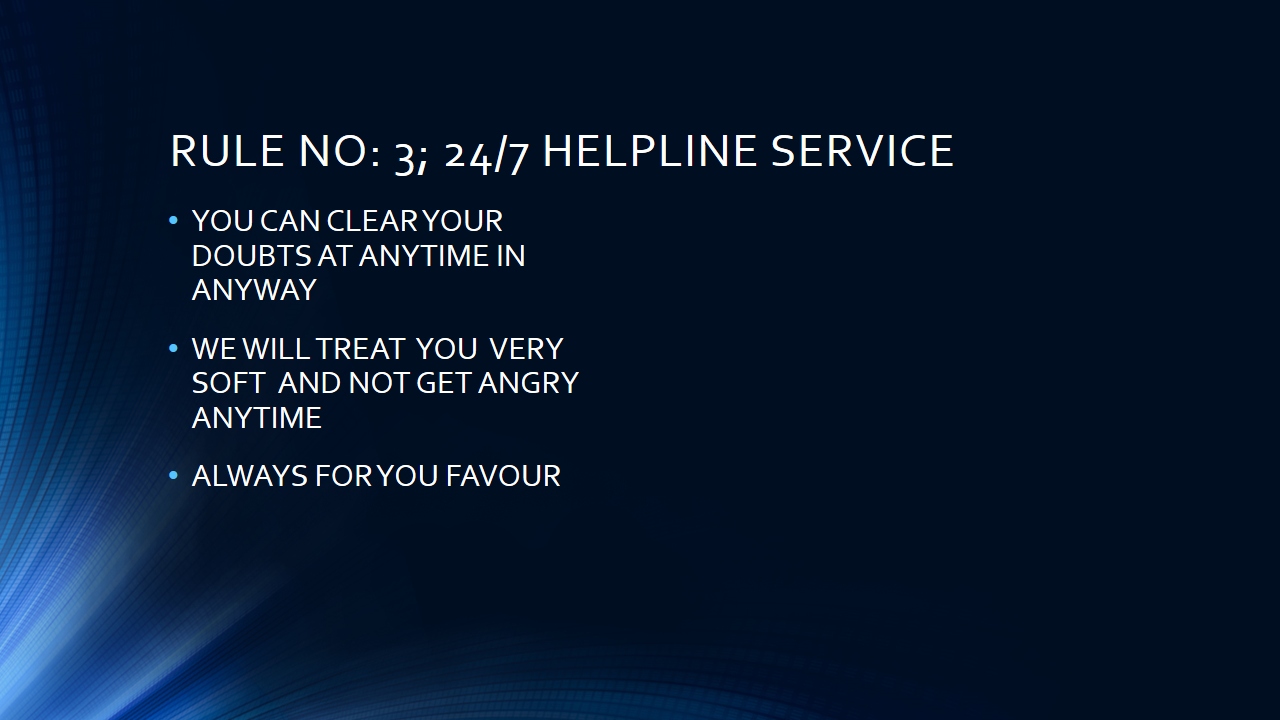 RULE NO: 3; 24/7 HELPLINE SERVICE
• YOU CAN CLEAR YOUR
DOUBTS AT ANYTIME IN
ANYWAY
• WE WILL TREAT YOU VERY
SOFT AND NOT GET ANGRY
ANYTIME
• ALWAYS FOR YOU FAVOUR